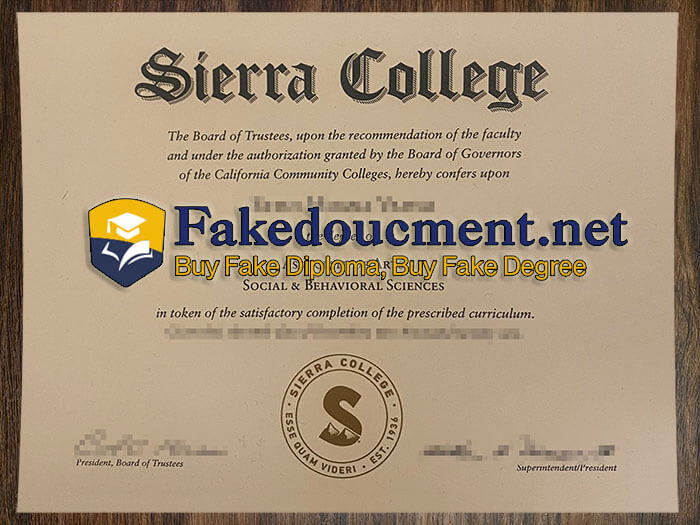 Sierra College
The Board of Trustees, upon the recommendation of the faculty
and under the authorization granted by the Board of Governors
of the California Community Colleges, hereby confers upon
Fakedoucment.net
Buy Fake Diploma, Buy Fake Degree
Social & Behavioral Sciences
in token of the satisfactory completion of the prescribed curriculum.
SIERRA COLLEGE
ESSE QUAM VIDERI
EST. 1936
S
President, Board of Trustees
Superintendent/President